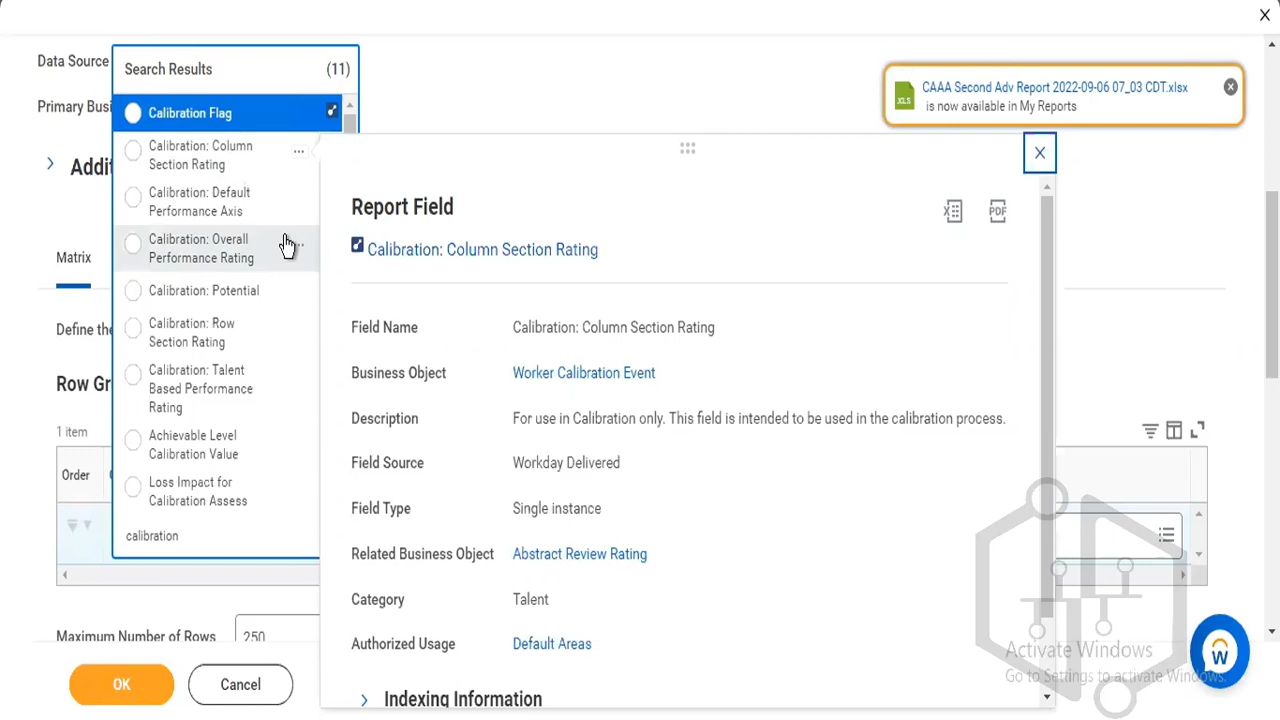 X
Data Source
Search Results (11)
CAAA Second Adv Report 2022-09-06 07_03 CDT.xlsx
XLS
is now available in My Reports
Primary Busi
Calibration Flag
Calibration: Column
Section Rating
Addit
Calibration: Default
Performance Axis
Calibration: Overall
Performance Rating
Matrix
Calibration: Potential
Define the
Calibration: Row
Section Rating
Calibration: Talent
Based Performance
Rating
Row Gr
1 item
Achievable Level
Calibration Value
Order
Loss Impact for
Calibration Assess
calibration
Maximum Number of Rows 250
OK Cancel
Report Field
PDF
Calibration: Column Section Rating
Field Name Calibration: Column Section Rating
Business Object Worker Calibration Event
Description For use in Calibration only. This field is intended to be used in the calibration process.
Field Source Workday Delivered
Field Type Single instance
Related Business Object Abstract Review Rating
Category Talent
Authorized Usage Default Areas
Indexing Information
Activate Windows
Go to Settings to activate Windows.
W